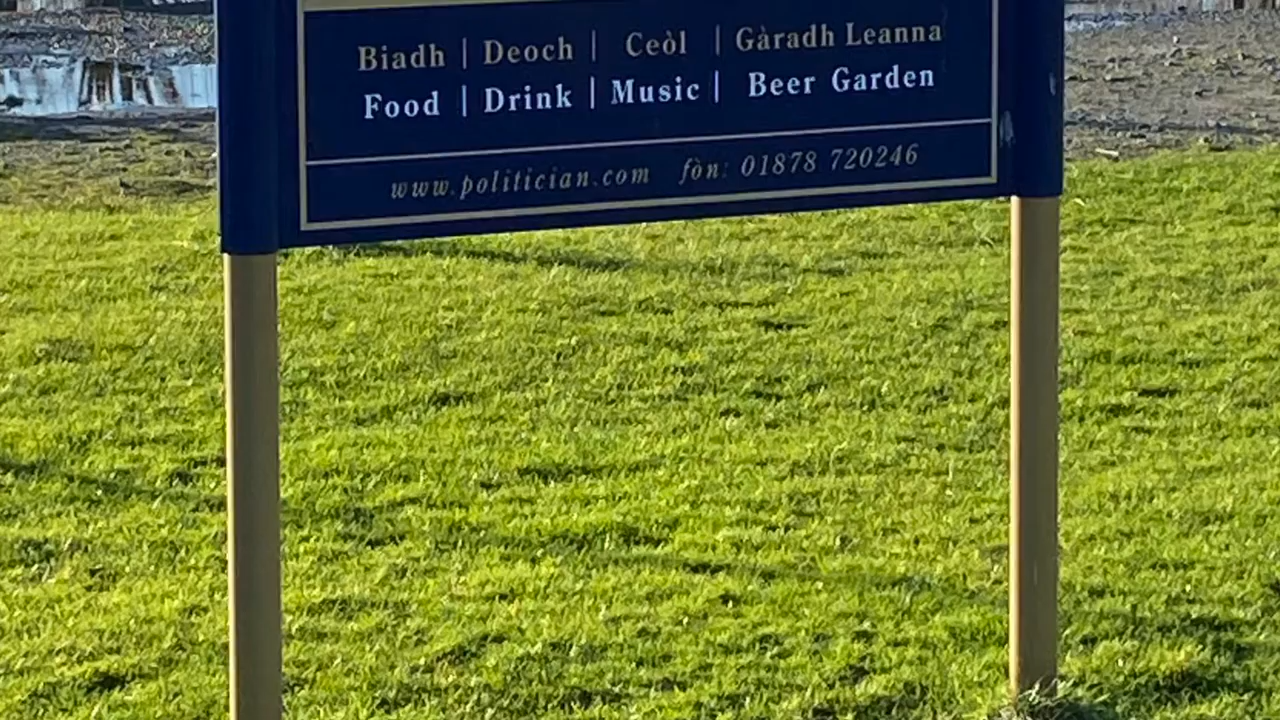 Biadh | Deoch | Ceòl | Gàradh Leanna
Food | Drink | Music | Beer Garden
www.politician.com fòn: 01878 720246